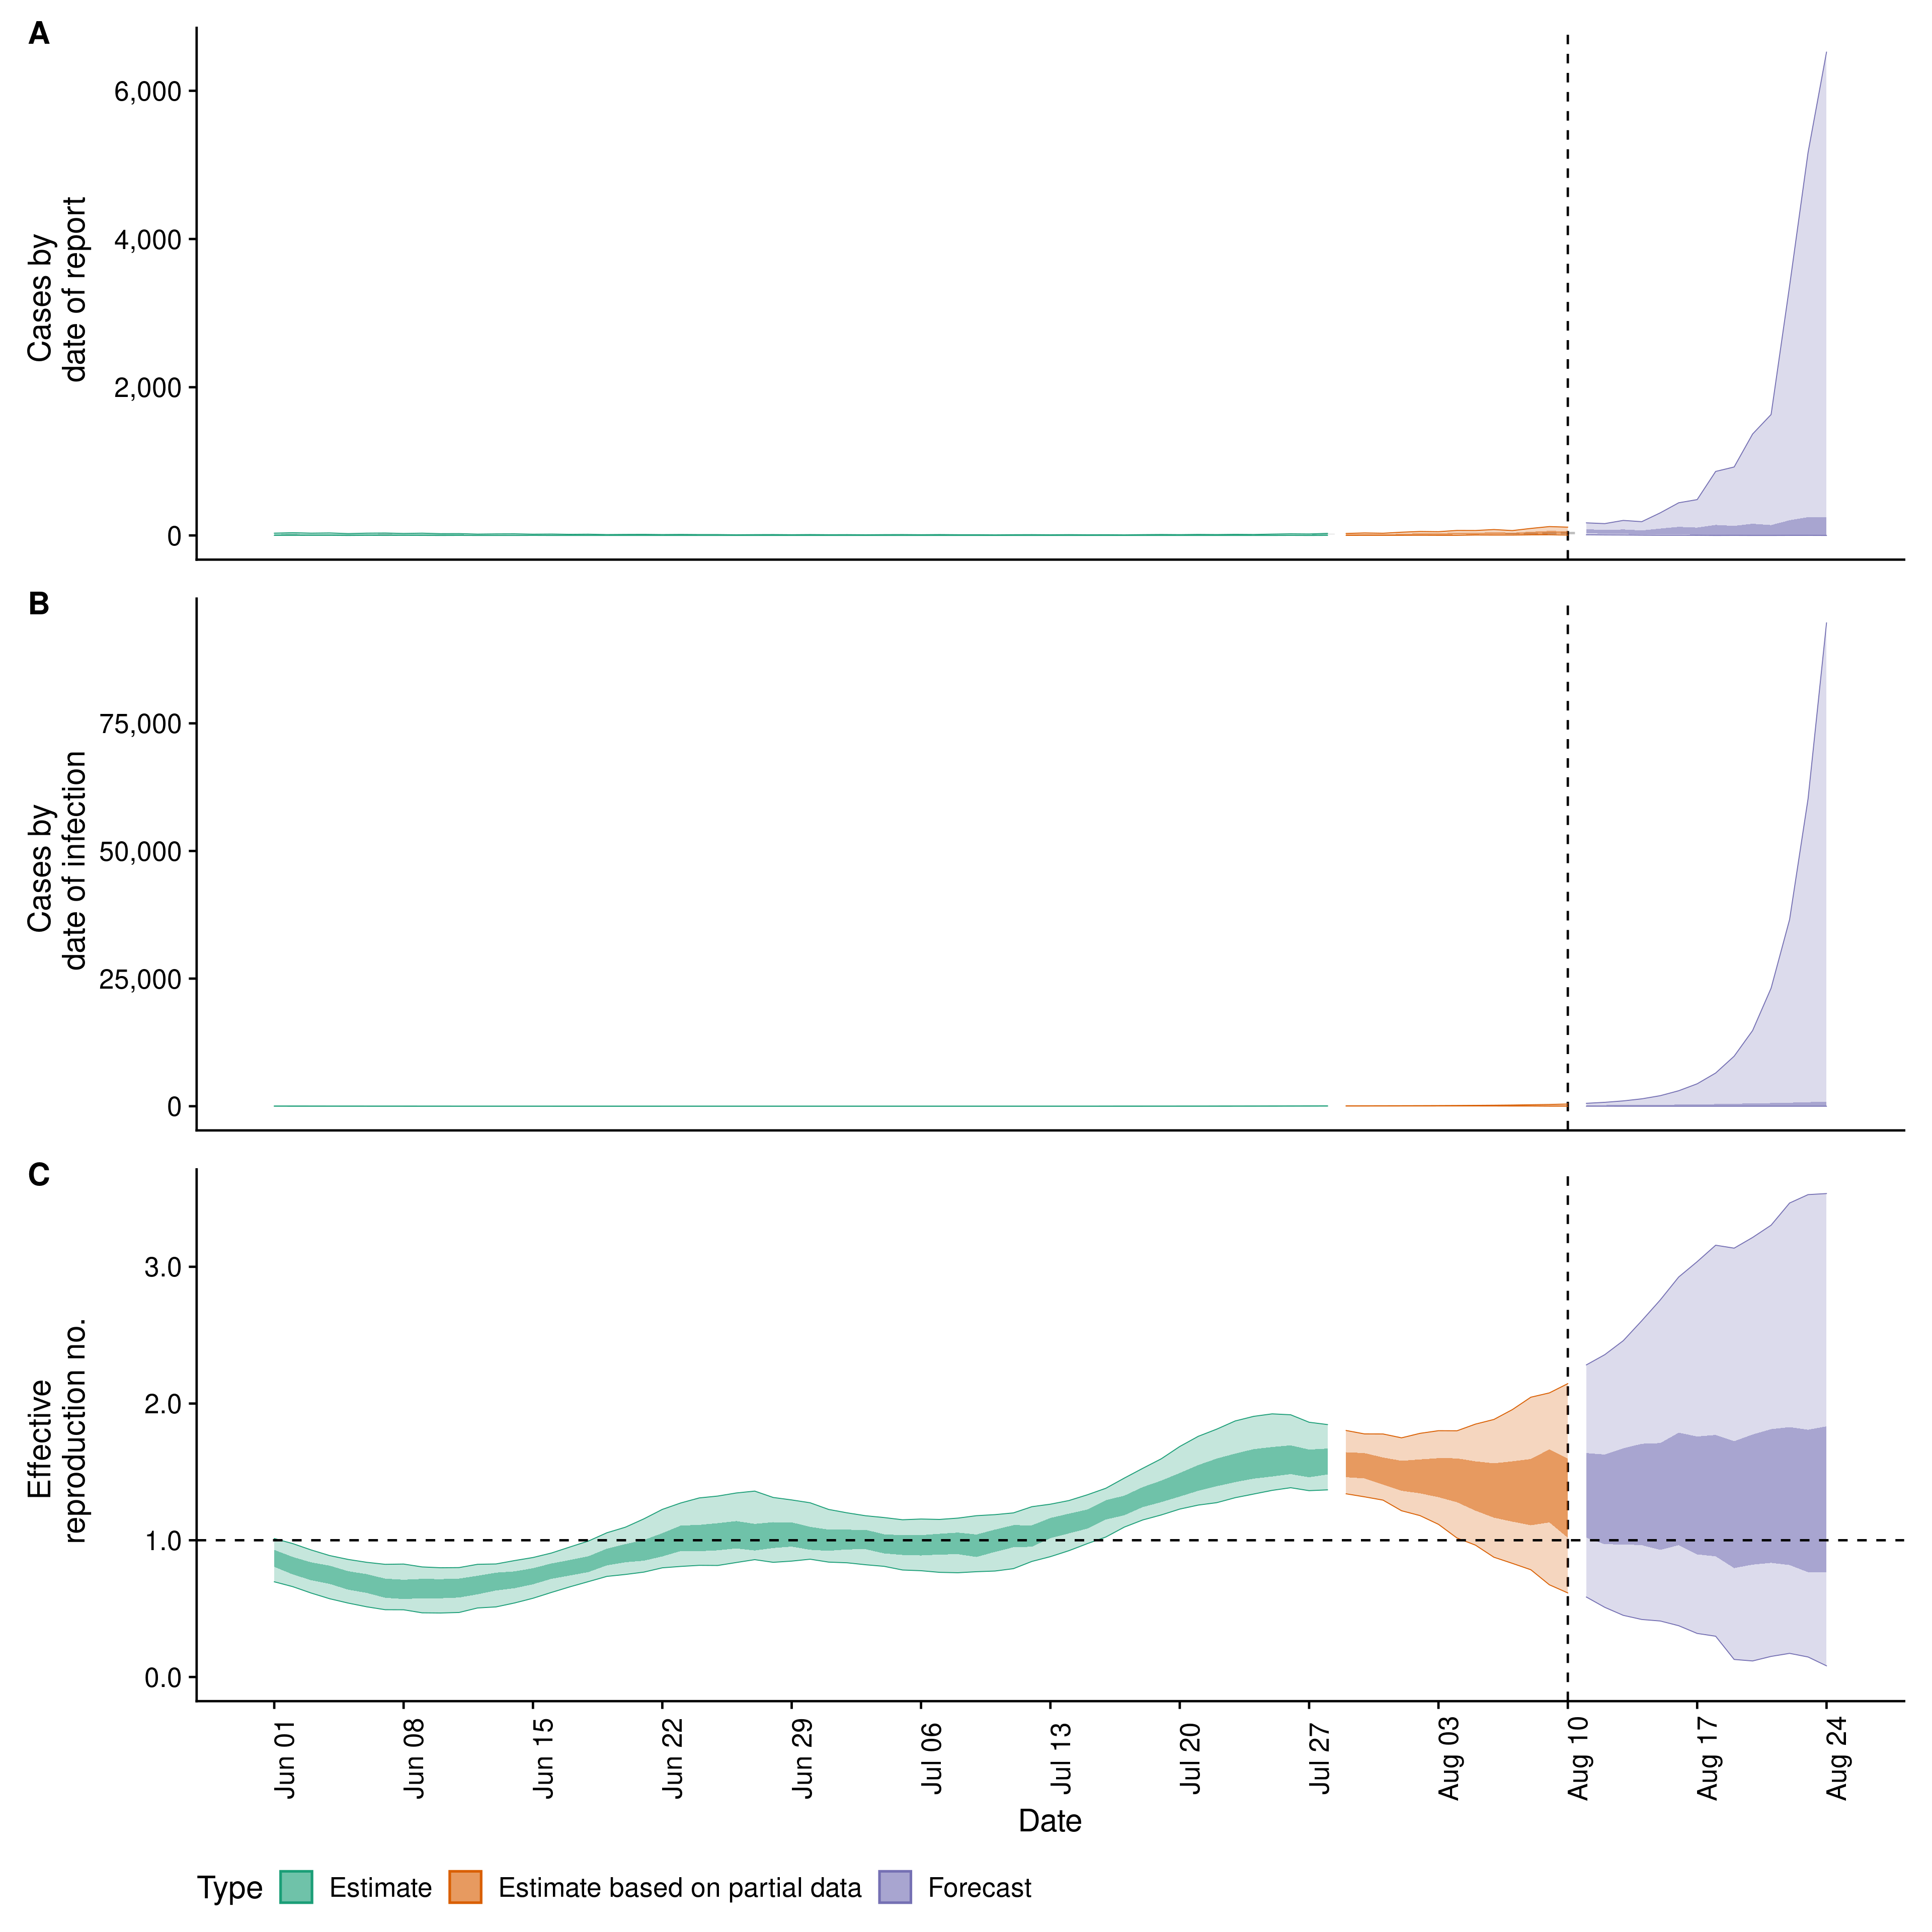 A
Cases by
date of report
6,000
4,000
2,000
0
B
Cases by
date of infection
75,000
50,000
25,000
0
C
Effective
reproduction no.
3.0
2.0
1.0
0.0
Jun 01
Jun 08
Jun 15
Jun 22
Jun 29
Jul 06
Jul 13
Jul 20
Jul 27
Aug 03
Aug 10
Aug 17
Aug 24
Date
Type
Estimate
Estimate based on partial data
Forecast